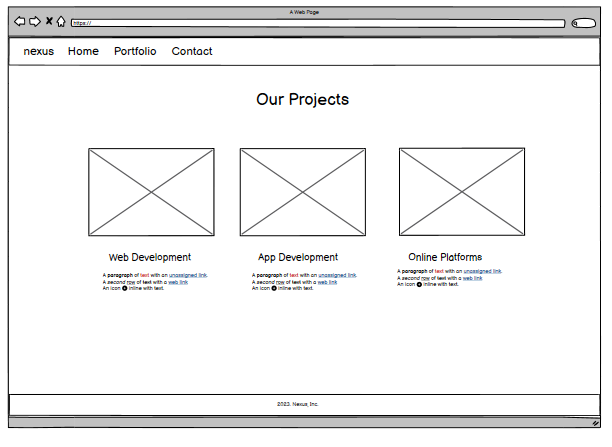 A Web Page
https://
nexus Home Portfolio Contact
Our Projects
Web Development
A paragraph of text with an unassigned link.
A second row of text with a web link
An icon inline with text.
App Development
A paragraph of text with an unassigned link.
A second row of text with a web link
An icon inline with text.
Online Platforms
A paragraph of text with an unassigned link.
A second row of text with a web link
An icon inline with text.
2023. Nexus, Inc.